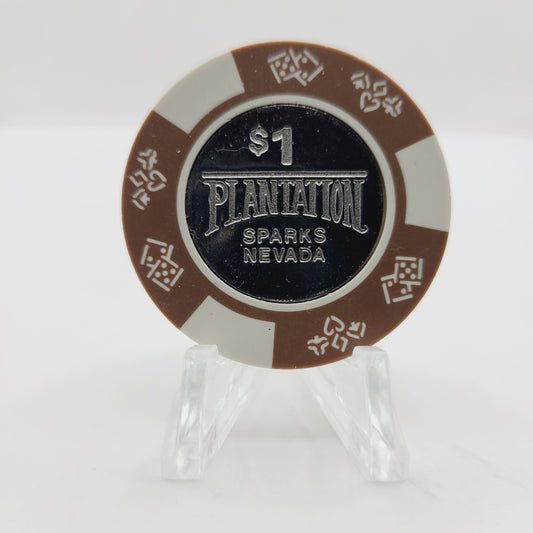 $1
PLANTATION
SPARKS
NEVADA